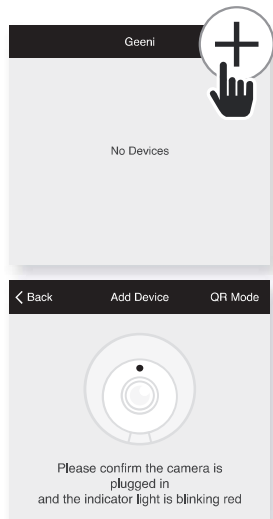 Geeni
No Devices
Back Add Device QR Mode
Please confirm the camera is
plugged in
and the indicator light is blinking red